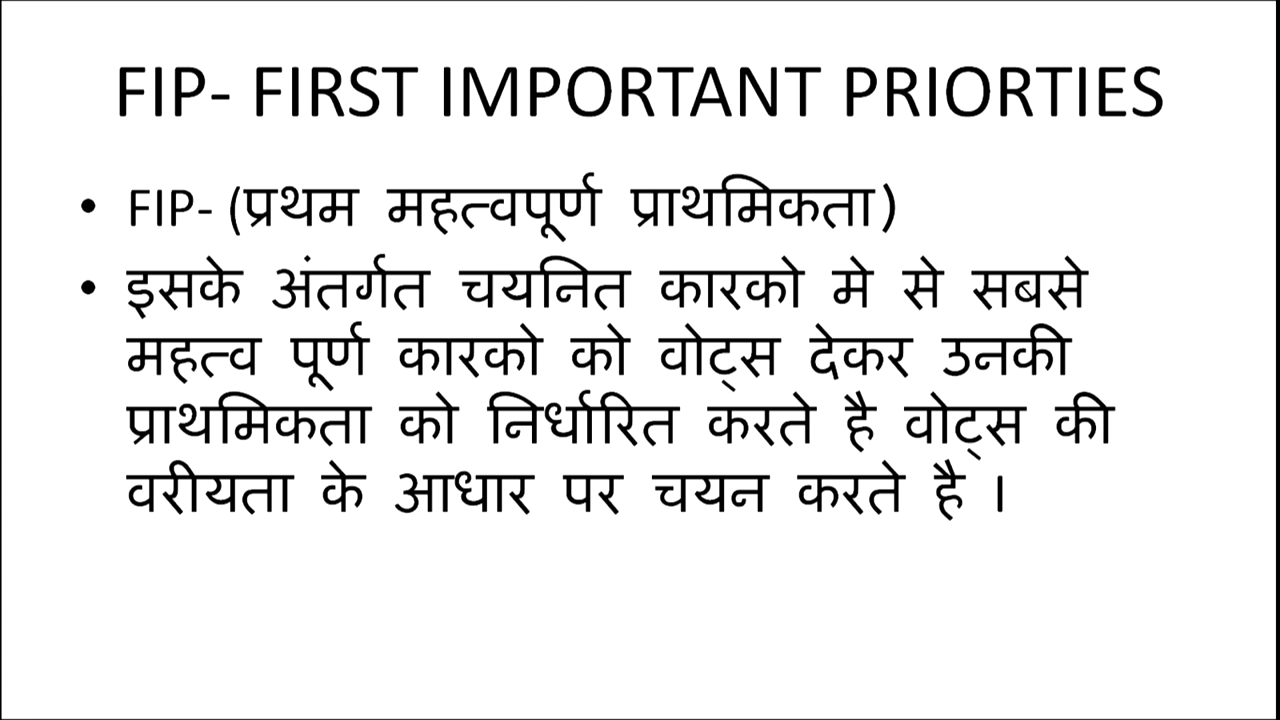 FIP- FIRST IMPORTANT PRIORTIES
• FIP- (प्रथम महत्वपूर्ण प्राथमिकता)
• इसके अंतर्गत चयनित कारको मे से सबसे
महत्व पूर्ण कारको को वोट्स देकर उनकी
प्राथमिकता को निर्धारित करते है वोट्स की
वरीयता के आधार पर चयन करते है ।